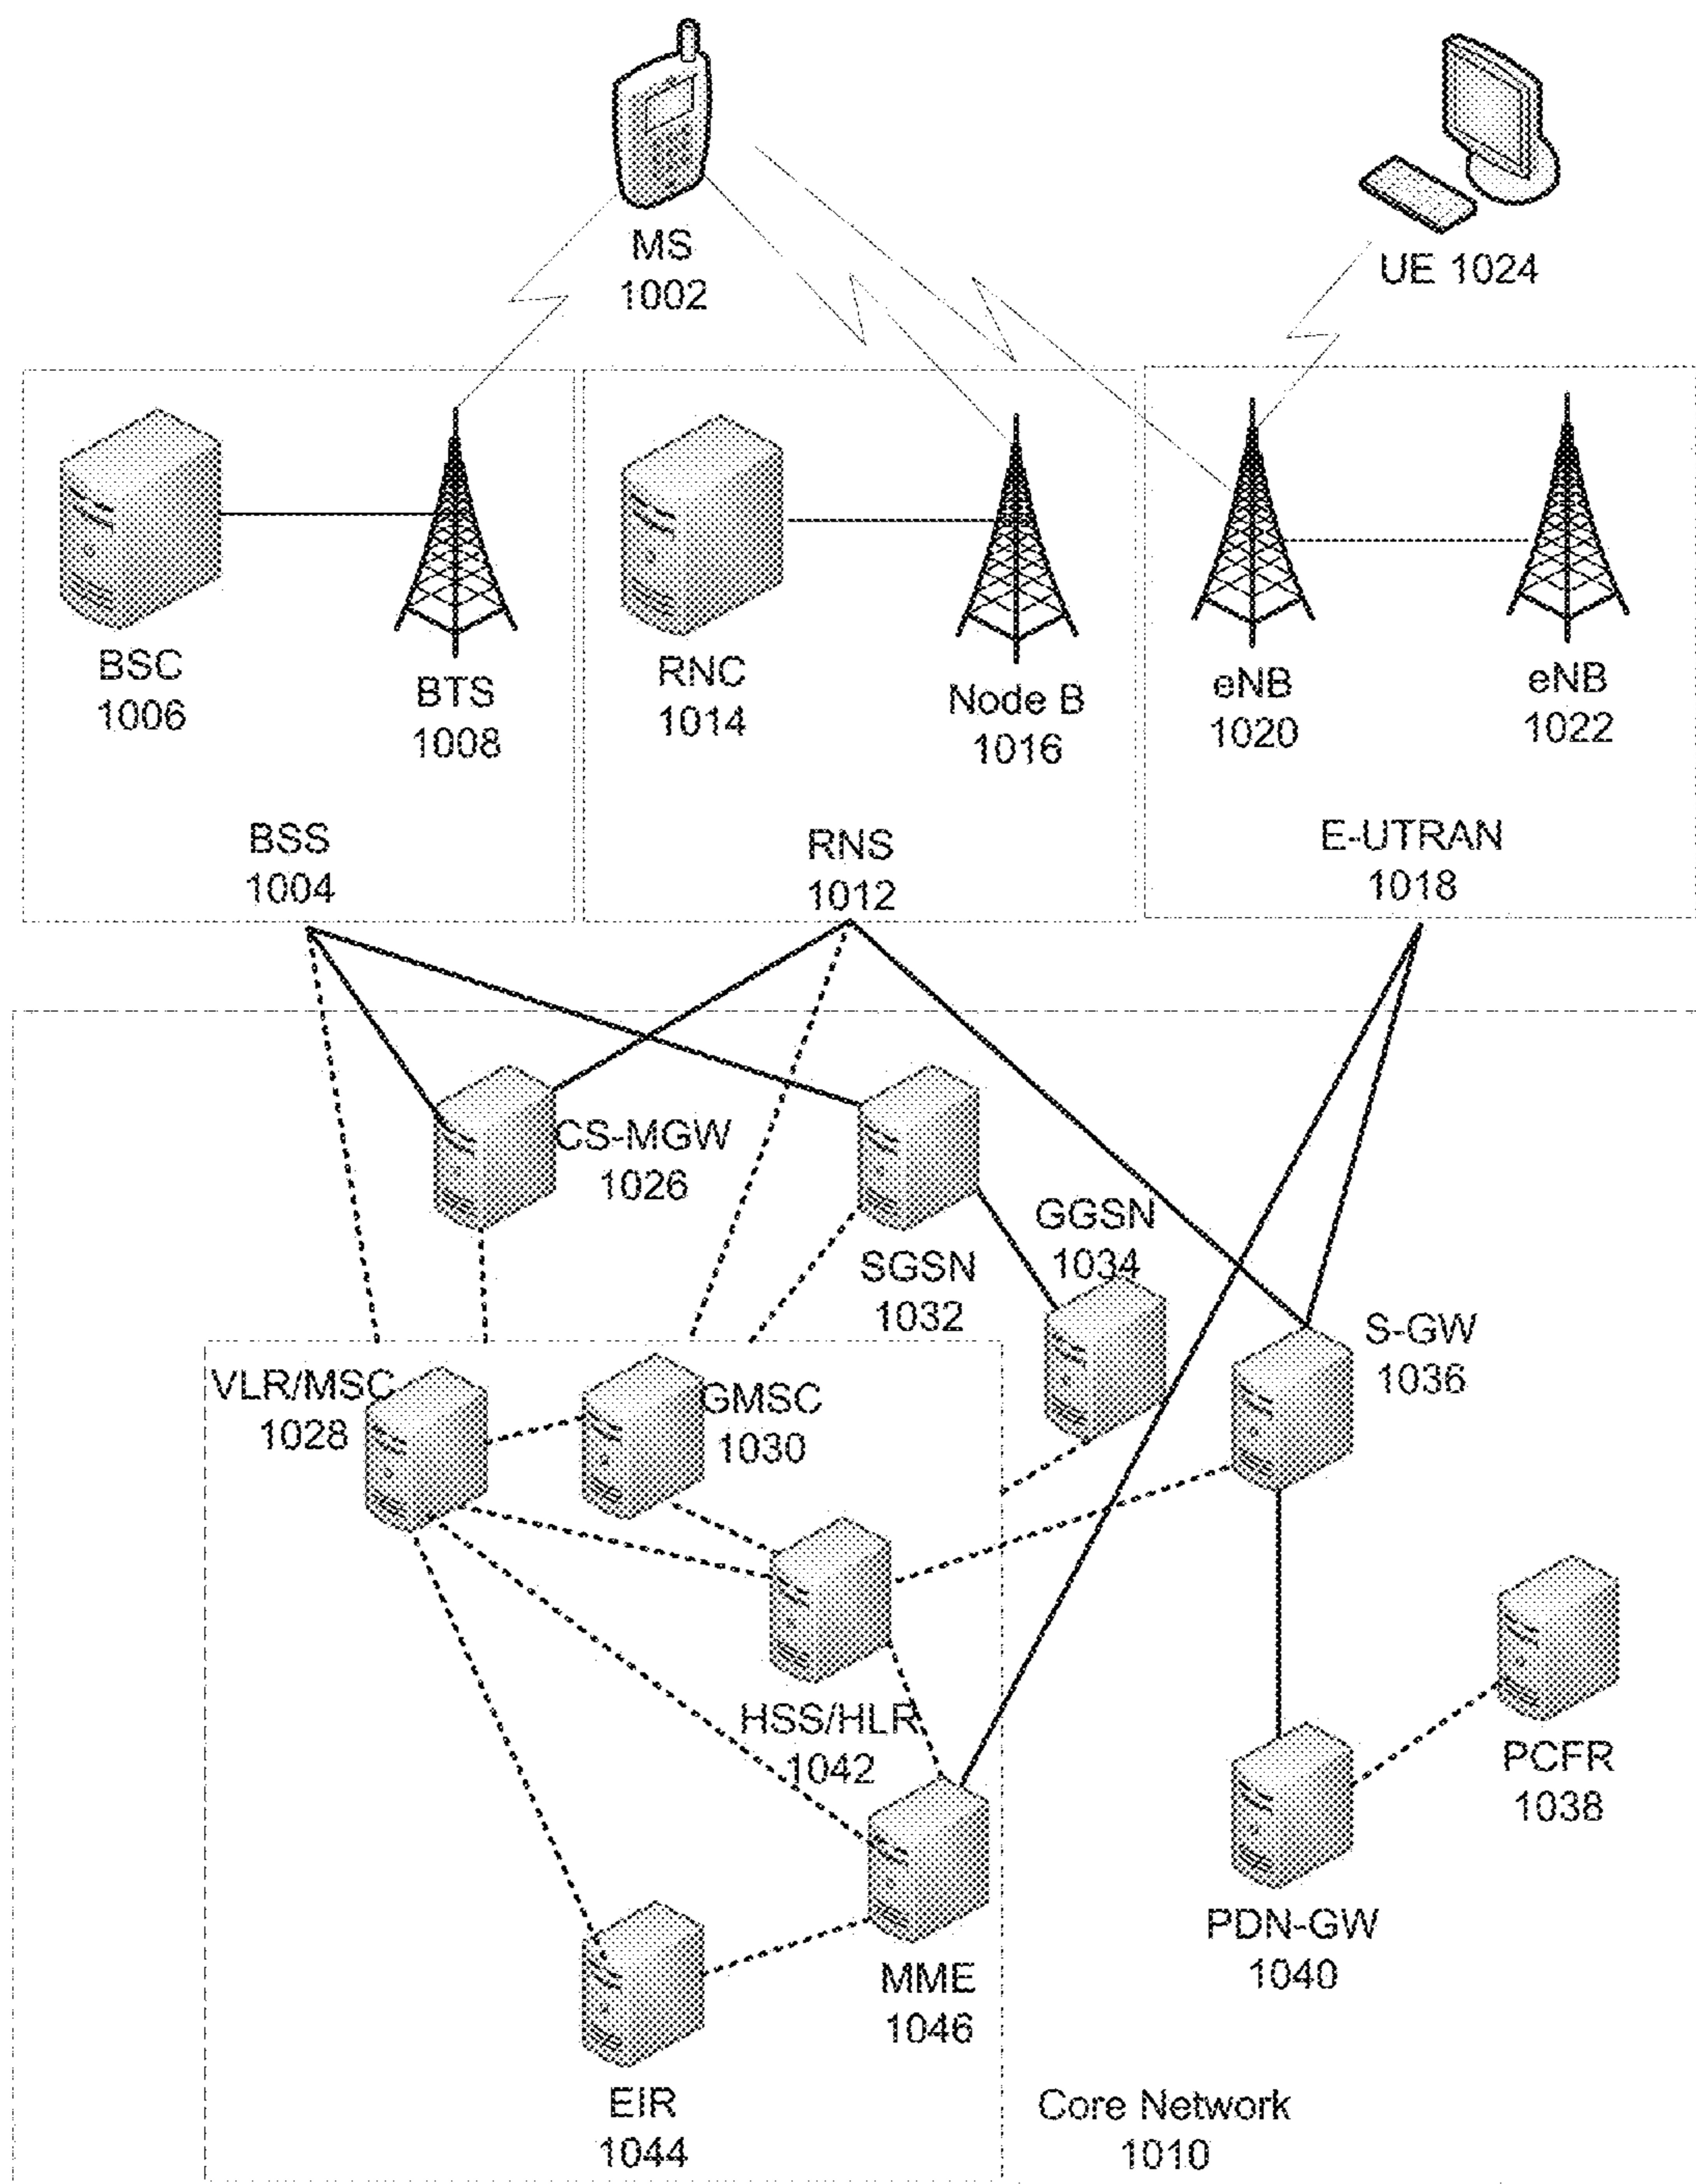 MS
1002
UE 1024
BSC
1006
BTS
1008
RNC
1014
Node B
1016
eNB
1020
eNB
1022
BSS
1004
RNS
1012
E-UTRAN
1018
CS-MGW
1026
SGSN
1032
GGSN
1034
S-GW
1036
VLR/MSC
1028
GMSC
1030
HSS/HLR
1042
PCFR
1038
PDN-GW
1040
MME
1046
EIR
1044
Core Network
1010